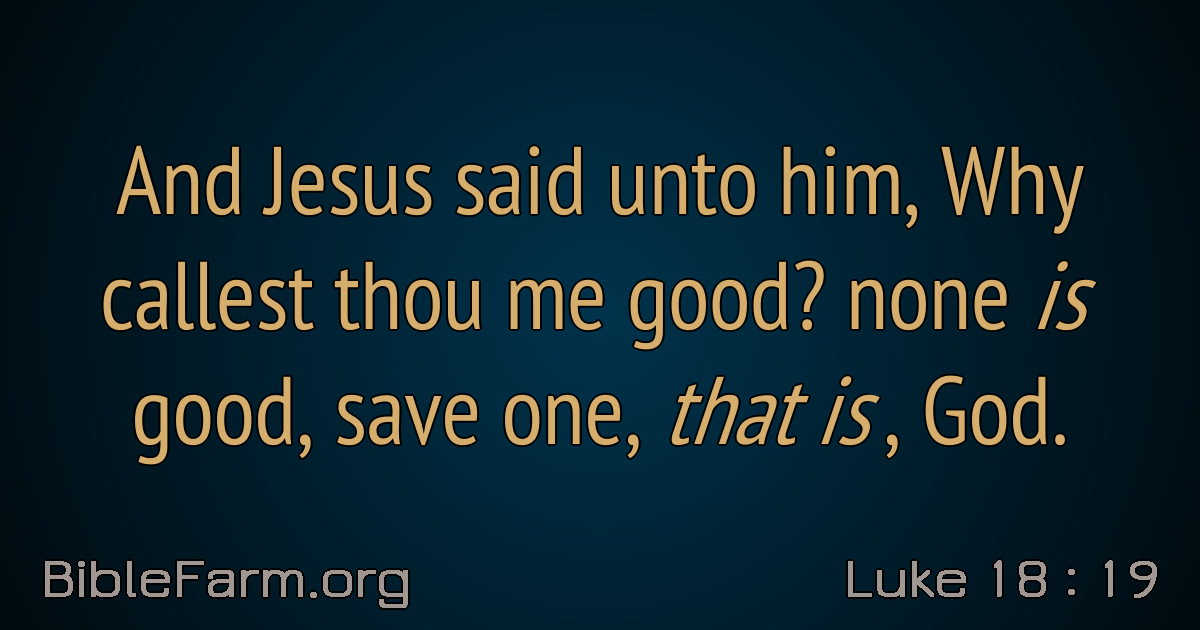 And Jesus said unto him, Why
callest thou me good? none is
good, save one, that is, God.
BibleFarm.org
Luke 18 : 19